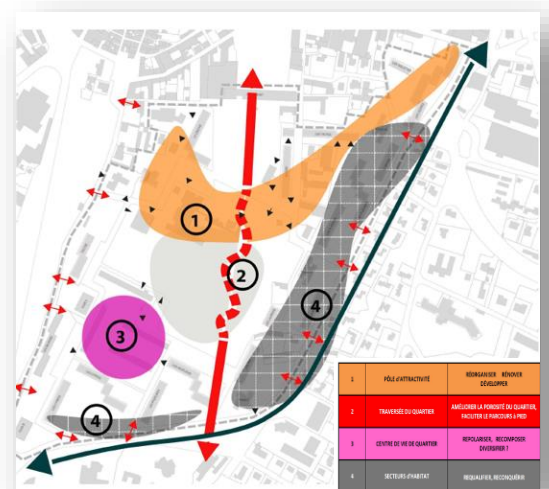 1
2
3
4
4
1 PÔLE d'ATTRACTIVITÉ RÉORGANISER RÉNOVER
DÉVELOPPER
2 TRAVERSÉE DU QUARTIER AMÉLIORER LA POROSITÉ DU QUARTIER,
FACILITER LE PARCOURS À PIED
3 CENTRE DE VIE DE QUARTIER REPOLARISER, RECOMPOSER
DIVERSIFIER ?
4 SECTEURS d'HABITAT REQUALIFIER, RECONQUÉRIR